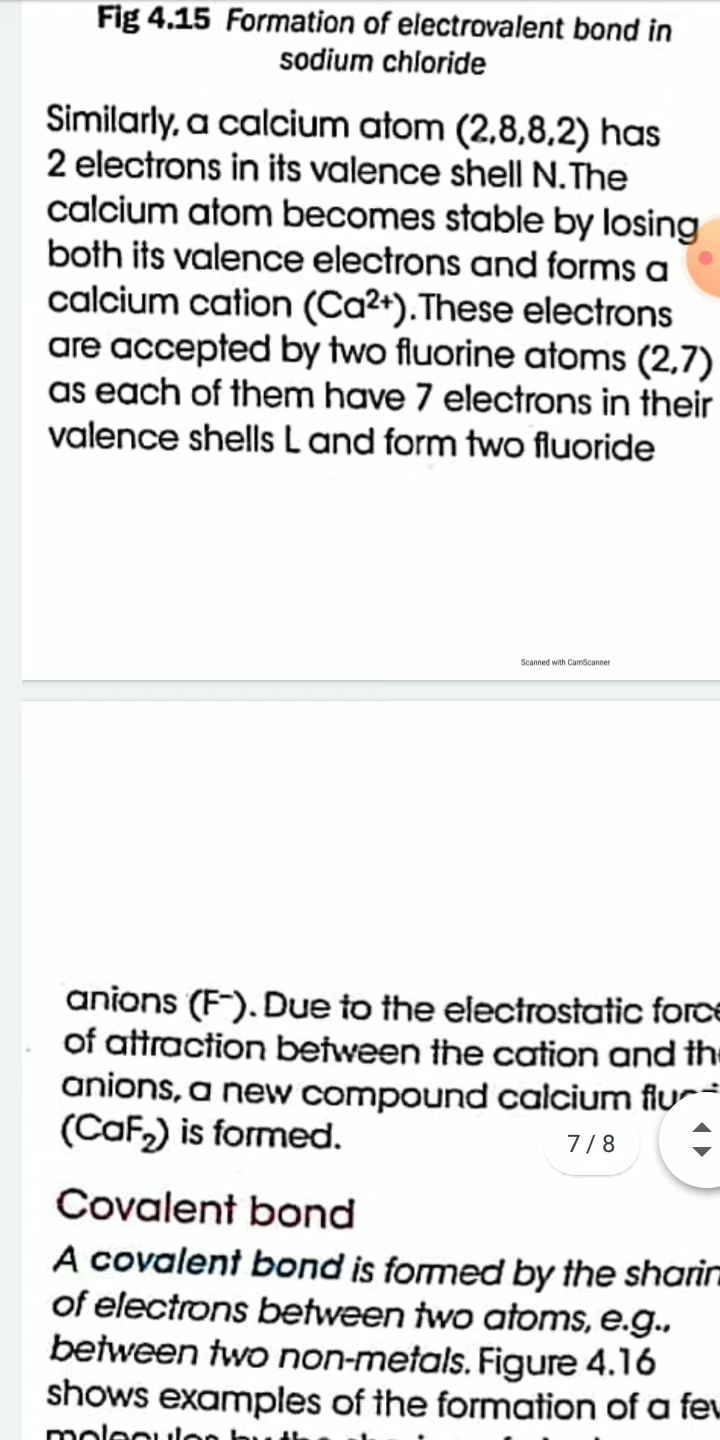 Fig 4.15 Formation of electrovalent bond in
sodium chloride
Similarly, a calcium atom (2,8,8,2) has
2 electrons in its valence shell N. The
calcium atom becomes stable by losing
both its valence electrons and forms a
calcium cation (Ca²⁺). These electrons
are accepted by two fluorine atoms (2,7)
as each of them have 7 electrons in their
valence shells L and form two fluoride
Scanned with CamScanner
anions (F⁻). Due to the electrostatic
of attraction between the cation and
anions, a new compound calcium
(CaF₂) is formed.
7 / 8
Covalent bond
A covalent bond is formed by the
of electrons between two atoms, e.g.,
between two non-metals. Figure 4.16
shows examples of the formation of a